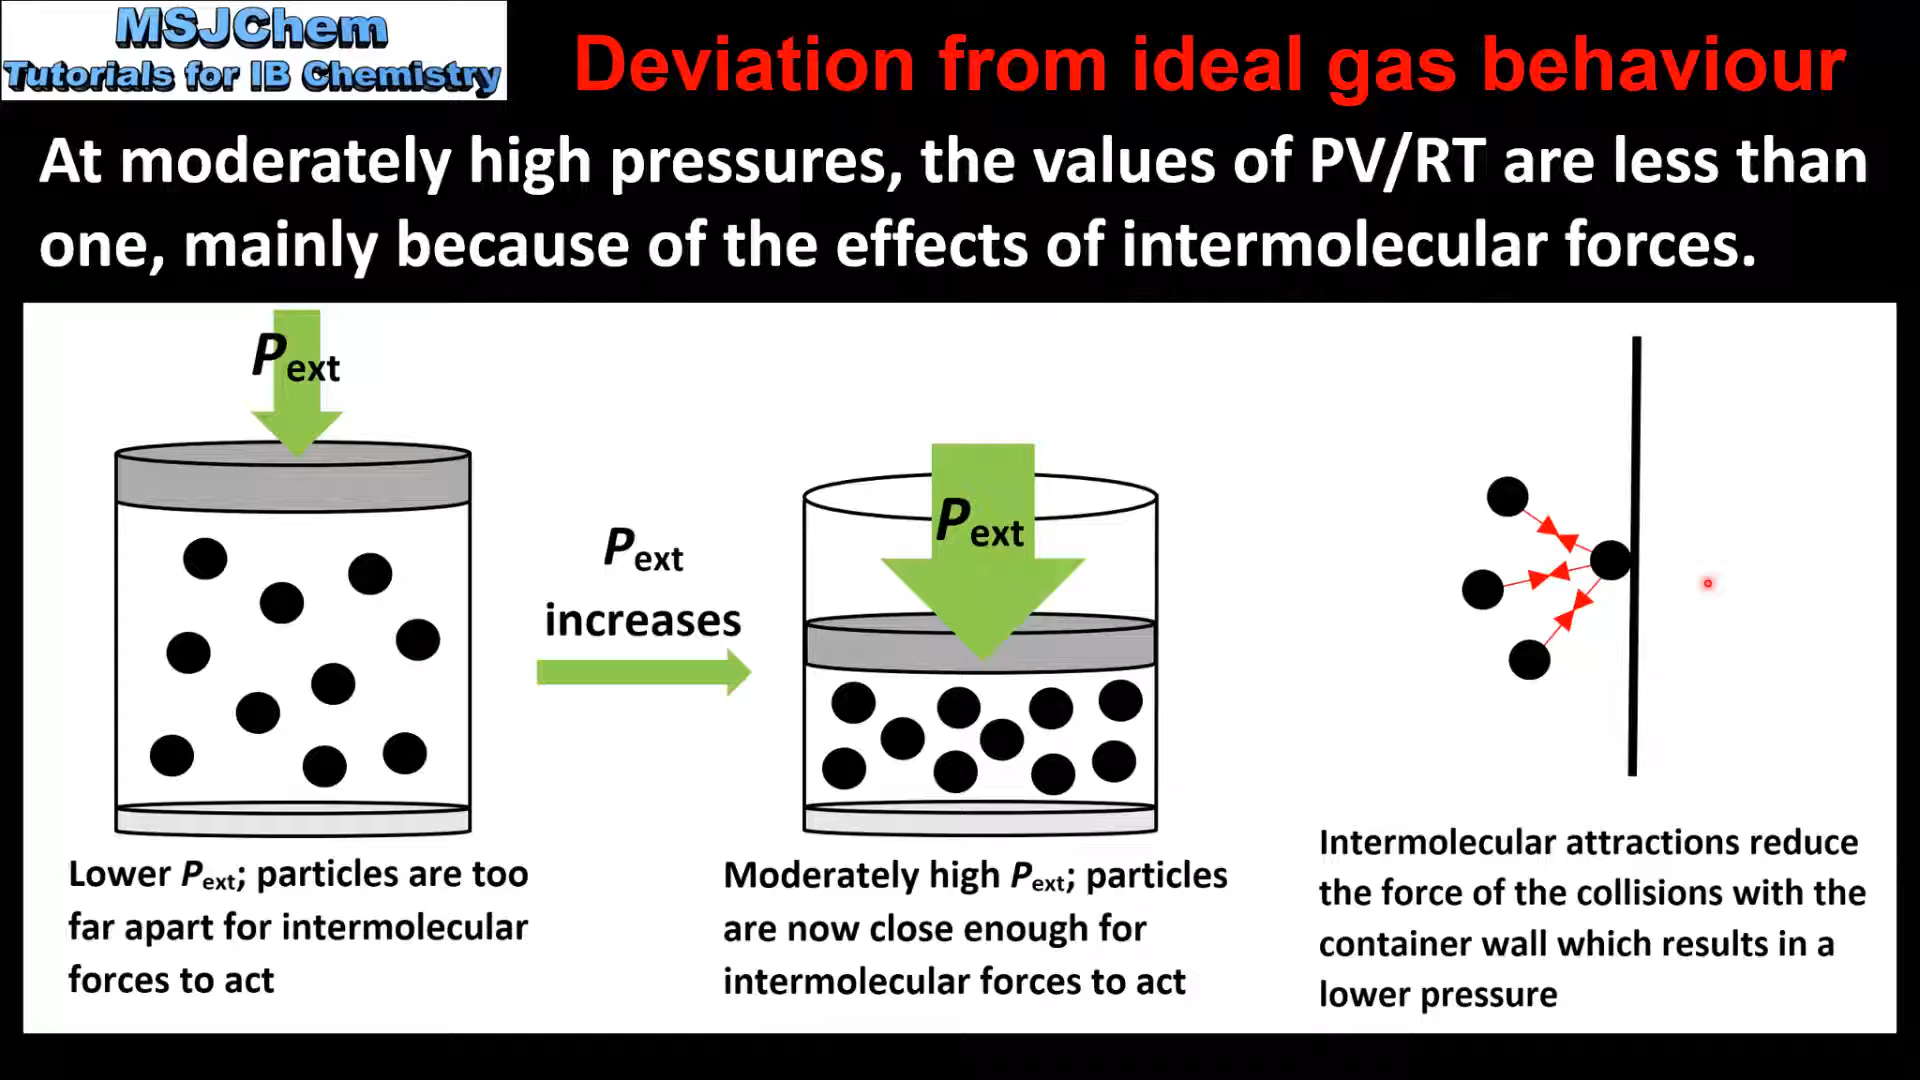 MSJChem
Tutorials for IB Chemistry
Deviation from ideal gas behaviour
At moderately high pressures, the values of PV/RT are less than
one, mainly because of the effects of intermolecular forces.
Pext
Pext
increases
Pext
Lower Pext; particles are too
far apart for intermolecular
forces to act
Moderately high Pext; particles
are now close enough for
intermolecular forces to act
Intermolecular attractions reduce
the force of the collisions with the
container wall which results in a
lower pressure